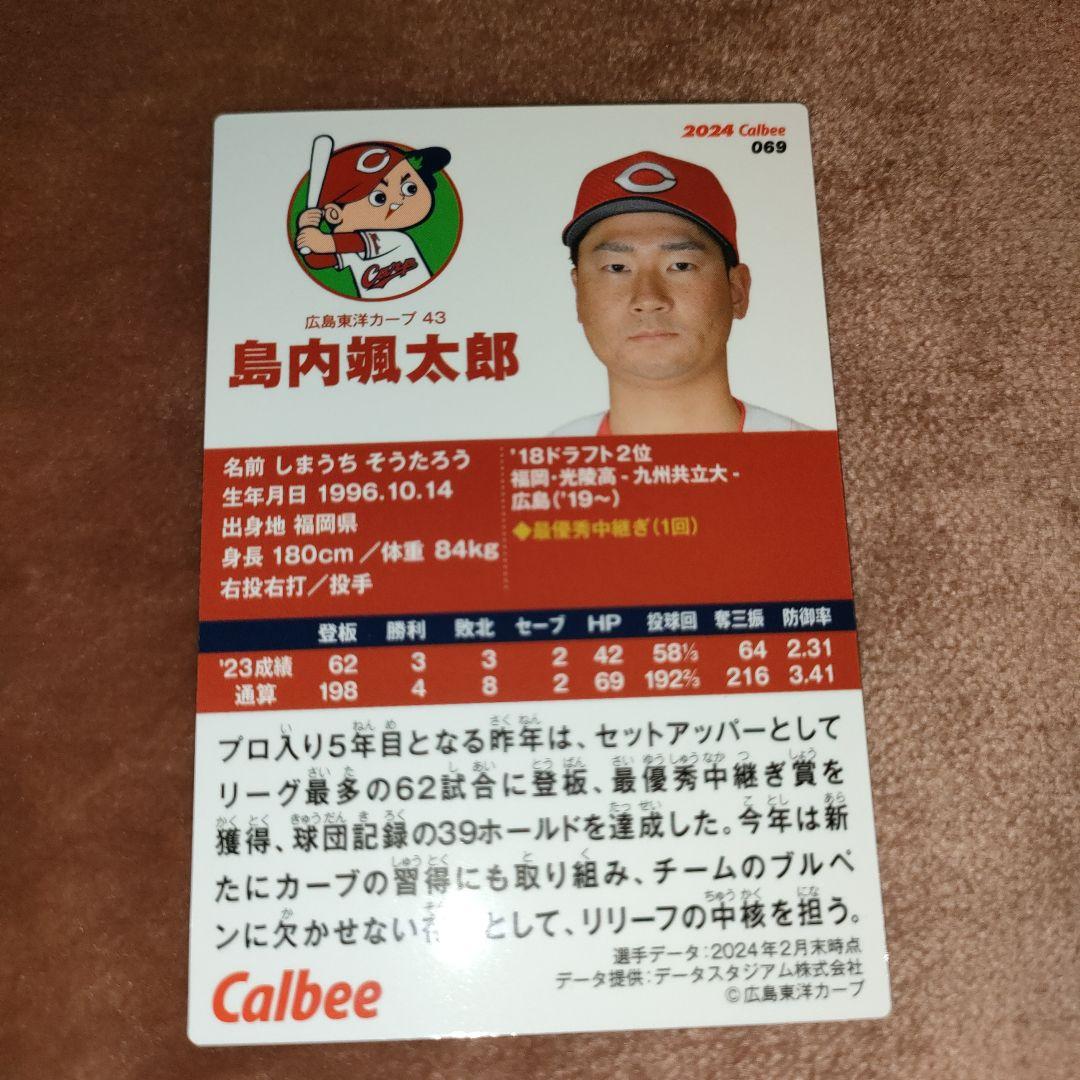 2024 Calbee
069
Carp
広島東洋カープ 43
島内颯太郎
名前 しまうち そうたろう
生年月日 1996.10.14
出身地 福岡県
身長 180cm/体重 84kg
右投右打/投手
'18ドラフト2位
福岡・光陵高-九州共立大-
広島('19〜)
◆最優秀中継ぎ(1回)
登板 勝利 敗北 セーブ HP 投球回 奪三振 防御率
'23成績 62 3 3 2 42 58⅓ 64 2.31
通算 198 4 8 2 69 192⅔ 216 3.41
プロ入り5年目となる昨年は、セットアッパーとして
リーグ最多の62試合に登板、最優秀中継ぎ賞を
獲得、球団記録の39ホールドを達成した。今年は新
たにカーブの習得にも取り組み、チームのブルペ
ンに欠かせない として、リリーフの中核を担う。
選手データ:2024年2月末時点
データ提供:データスタジアム株式会社
©広島東洋カープ
Calbee